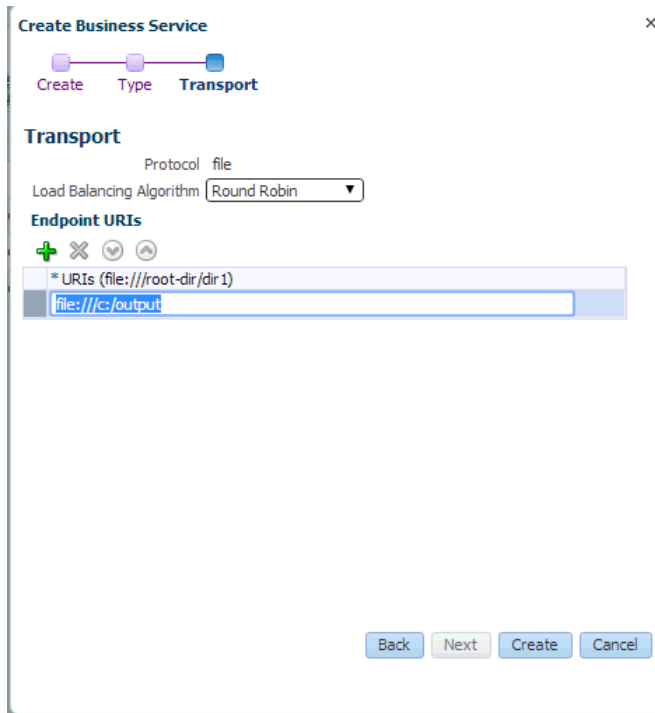 Create Business Service
Create Type Transport
Transport
Protocol file
Load Balancing Algorithm Round Robin
Endpoint URIs
* URIs (file:///root-dir/dir1)
file:///c:/output
Back Next Create Cancel